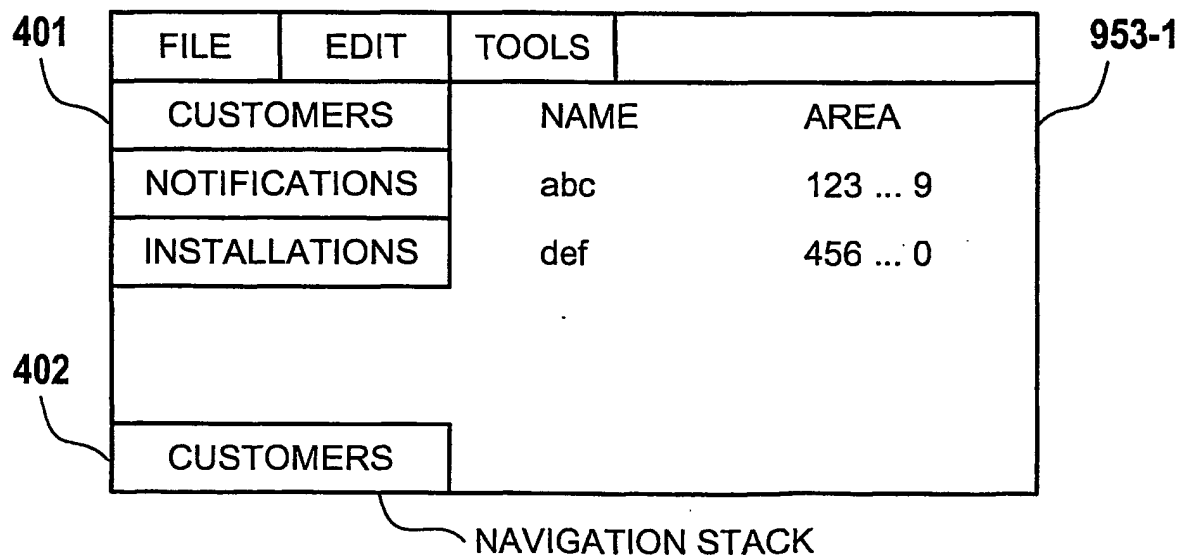 401 FILE EDIT TOOLS 953-1
CUSTOMERS NAME AREA
NOTIFICATIONS abc 123 ... 9
INSTALLATIONS def 456 ... 0
402
CUSTOMERS
NAVIGATION STACK